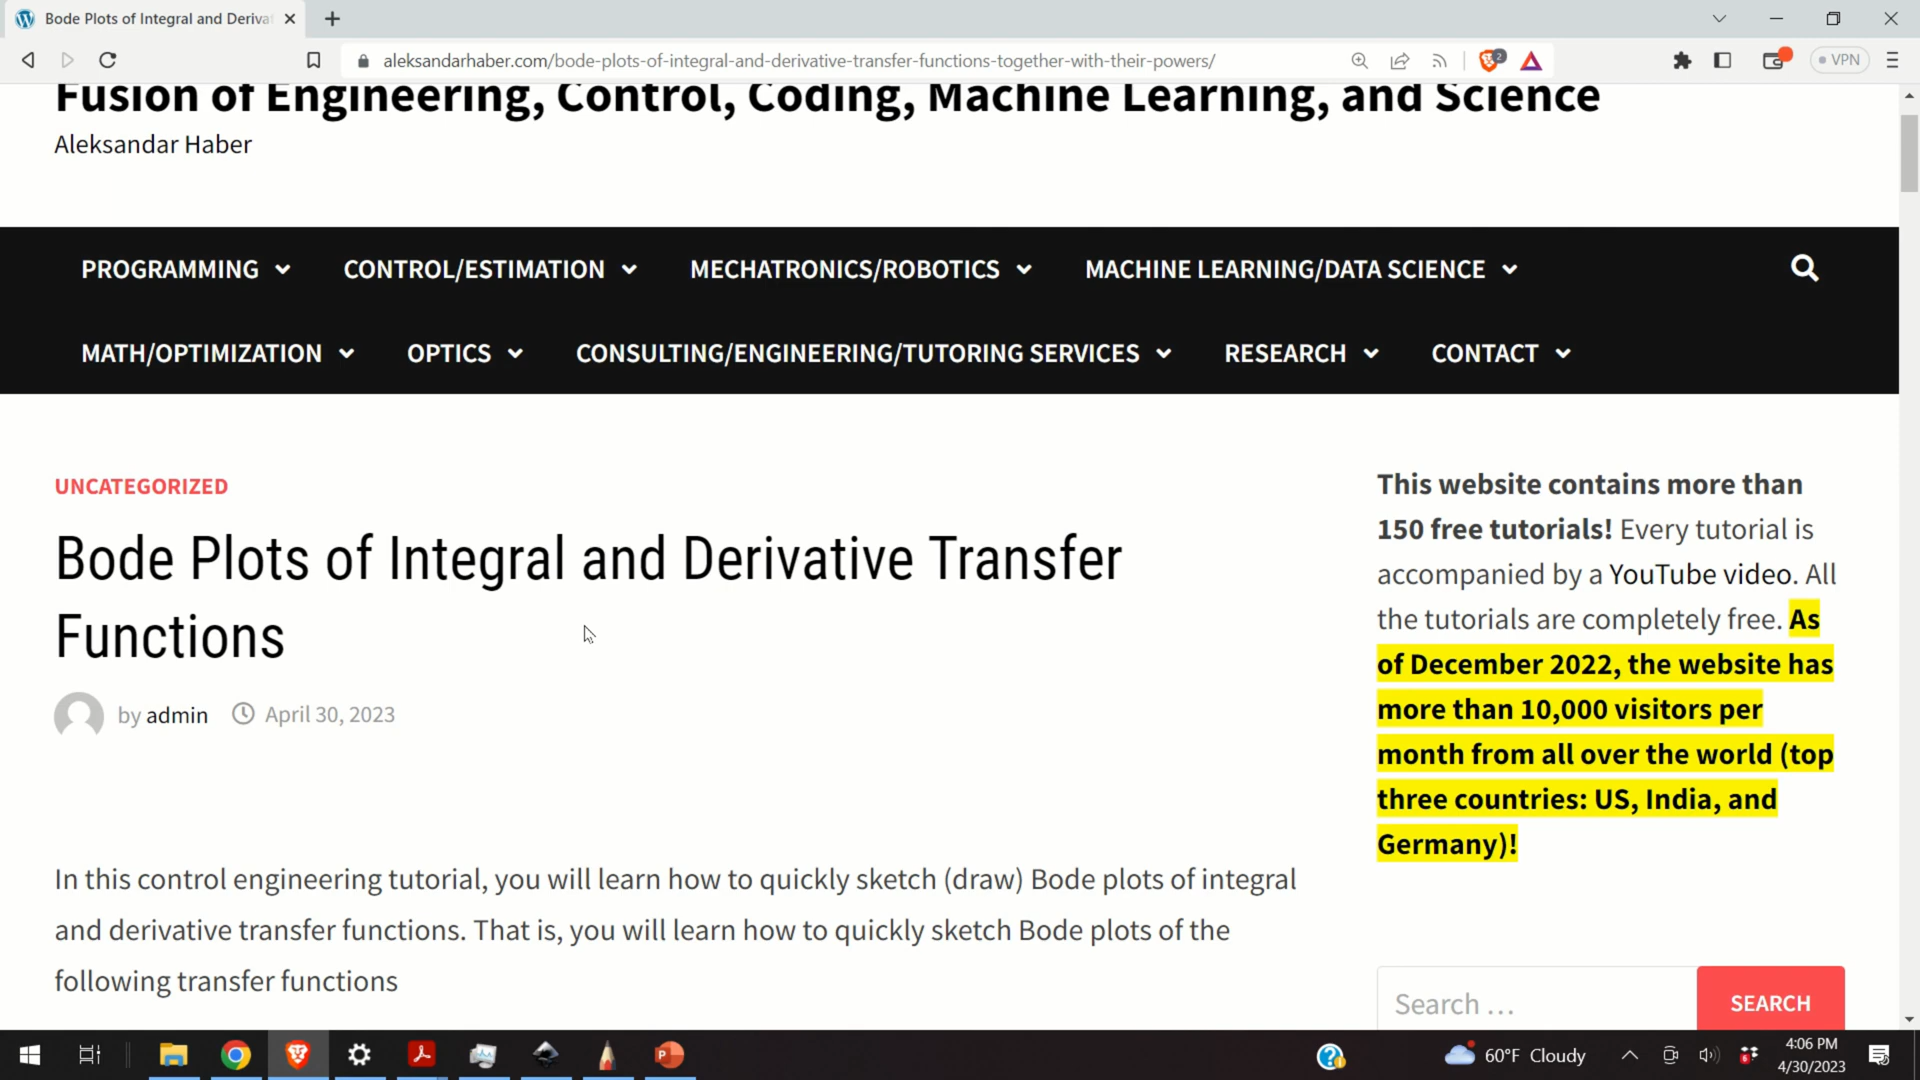 Bode Plots of Integral and Deriva
aleksandarhaber.com/bode-plots-of-integral-and-derivative-transfer-functions-together-with-their-powers/
2
VPN
Fusion of Engineering, Control, Coding, Machine Learning, and Science
Aleksandar Haber
PROGRAMMING CONTROL/ESTIMATION MECHATRONICS/ROBOTICS MACHINE LEARNING/DATA SCIENCE
MATH/OPTIMIZATION OPTICS CONSULTING/ENGINEERING/TUTORING SERVICES RESEARCH CONTACT
UNCATEGORIZED
Bode Plots of Integral and Derivative Transfer
Functions
by admin April 30, 2023
In this control engineering tutorial, you will learn how to quickly sketch (draw) Bode plots of integral
and derivative transfer functions. That is, you will learn how to quickly sketch Bode plots of the
following transfer functions
This website contains more than
150 free tutorials! Every tutorial is
accompanied by a YouTube video. All
the tutorials are completely free. As
of December 2022, the website has
more than 10,000 visitors per
month from all over the world (top
three countries: US, India, and
Germany)!
Search …
SEARCH
60°F Cloudy
4:06 PM
4/30/2023